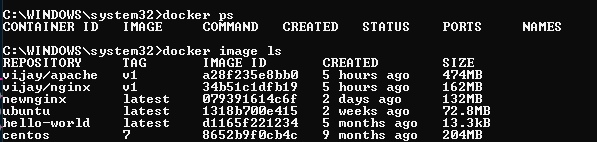 C:\WINDOWS\system32>docker ps
CONTAINER ID   IMAGE   COMMAND   CREATED   STATUS   PORTS   NAMES
C:\WINDOWS\system32>docker image ls
REPOSITORY   TAG   IMAGE ID   CREATED   SIZE
vijay/apache   v1   a28f235e8bb0   5 hours ago   474MB
vijay/nginx   v1   34b51c1dfb19   5 hours ago   162MB
newnginx   latest   079391614c6f   2 days ago   132MB
ubuntu   latest   1318b700e415   2 weeks ago   72.8MB
hello-world   latest   d1165f221234   5 months ago   13.3kB
centos   7   8652b9f0cb4c   9 months ago   204MB